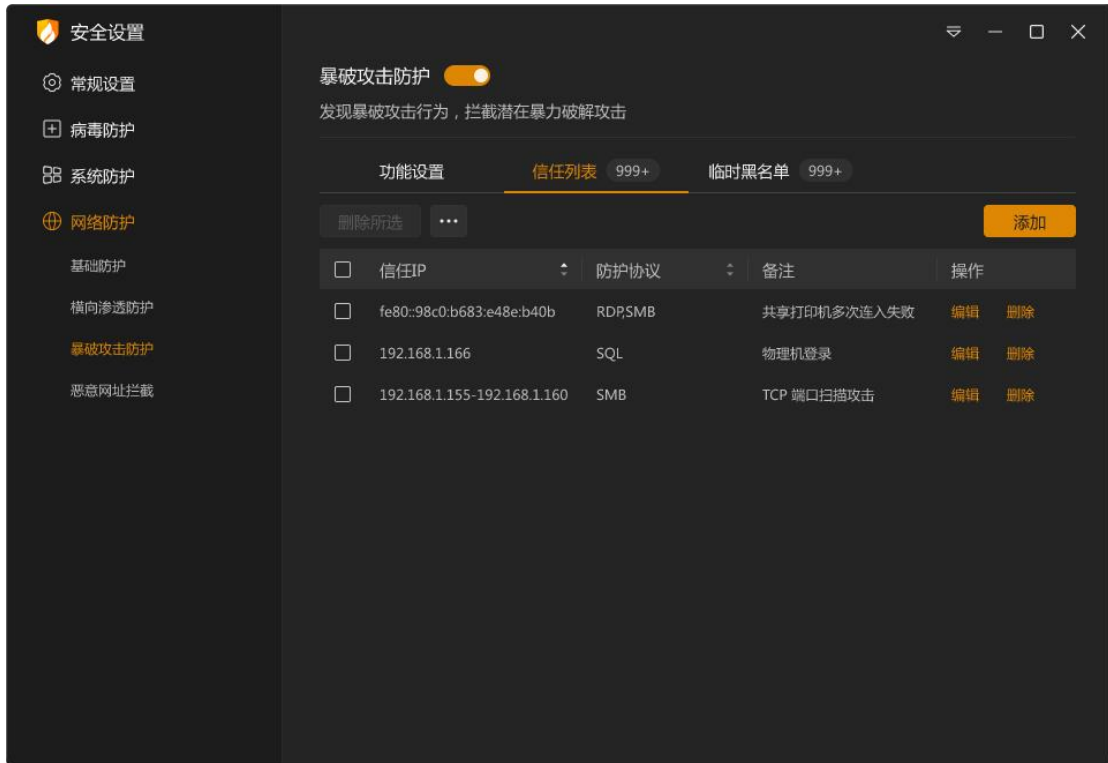 安全设置
常规设置
病毒防护
系统防护
网络防护
基础防护
横向渗透防护
暴破攻击防护
恶意网址拦截
暴破攻击防护
发现暴破攻击行为，拦截潜在暴力破解攻击
功能设置 信任列表 999+ 临时黑名单 999+
删除所选 ••• 添加
信任IP 防护协议 备注 操作
fe80::98c0:b683:e48e:b40b RDP,SMB 共享打印机多次连入失败 编辑 删除
192.168.1.166 SQL 物理机登录 编辑 删除
192.168.1.155-192.168.1.160 SMB TCP 端口扫描攻击 编辑 删除